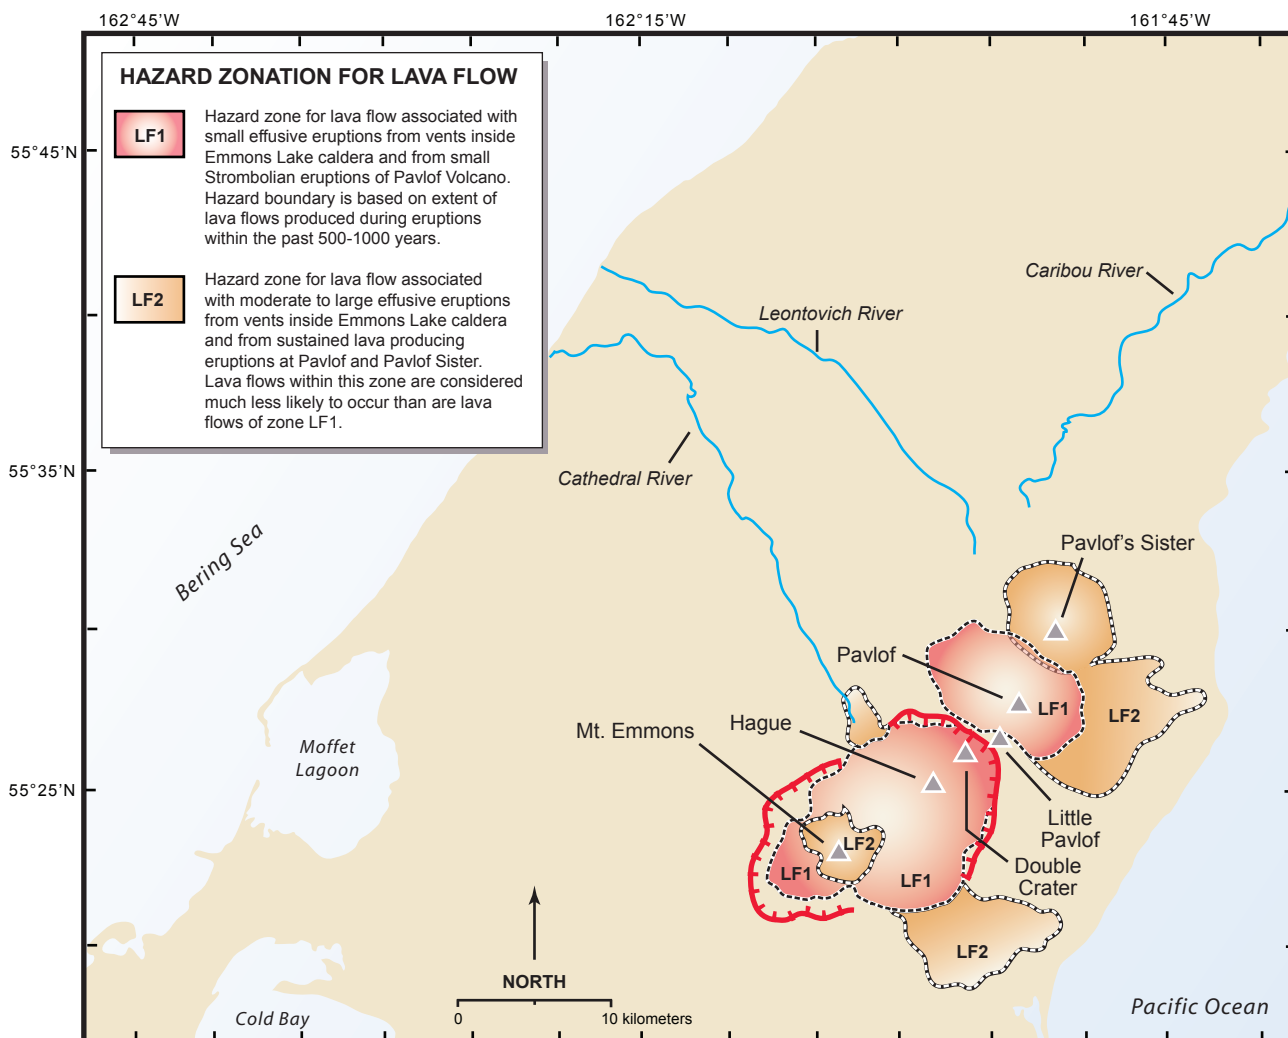 162°45'W
162°15'W
161°45'W
HAZARD ZONATION FOR LAVA FLOW
LF1
Hazard zone for lava flow associated with
small effusive eruptions from vents inside
Emmons Lake caldera and from small
Strombolian eruptions of Pavlof Volcano.
Hazard boundary is based on extent of
lava flows produced during eruptions
within the past 500-1000 years.
LF2
Hazard zone for lava flow associated
with moderate to large effusive eruptions
from vents inside Emmons Lake caldera
and from sustained lava producing
eruptions at Pavlof and Pavlof Sister.
Lava flows within this zone are considered
much less likely to occur than are lava
flows of zone LF1.
55°45'N
55°35'N
55°25'N
Caribou River
Leontovich River
Cathedral River
Bering Sea
Pavlof's Sister
Pavlof
LF1
LF2
Hague
Mt. Emmons
Moffet
Lagoon
Little
Pavlof
Double
Crater
LF2
LF1
LF1
LF2
NORTH
0
10 kilometers
Cold Bay
Pacific Ocean